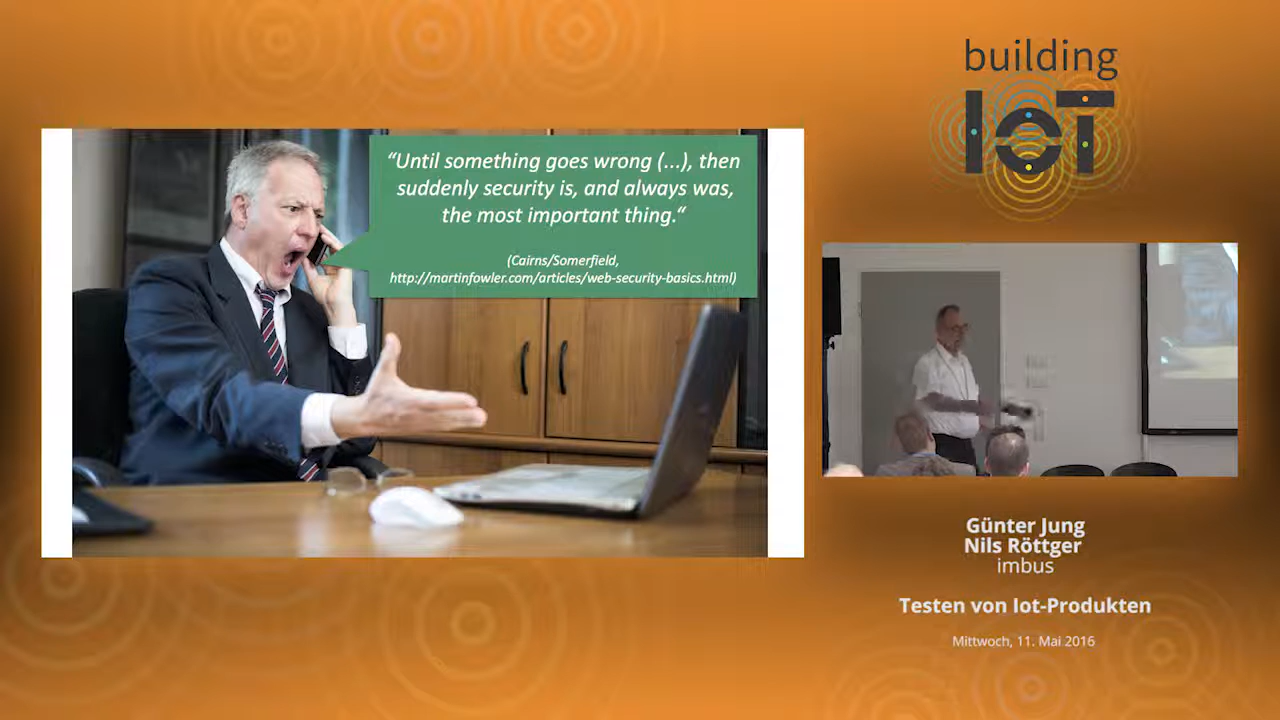 building
IoT
“Until something goes wrong (...), then
suddenly security is, and always was,
the most important thing.“
(Cairns/Somerfield,
http://martinfowler.com/articles/web-security-basics.html)
Günter Jung
Nils Röttger
imbus
Testen von Iot-Produkten
Mittwoch, 11. Mai 2016